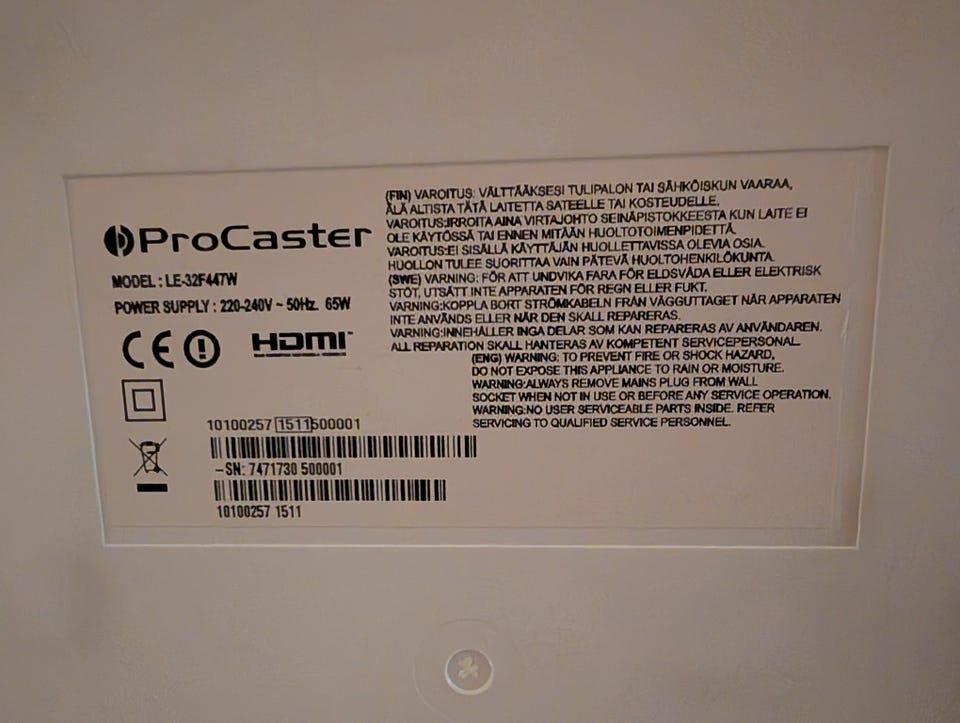 ProCaster
MODEL : LE-32F447W
POWER SUPPLY : 220-240V ~ 50Hz. 65W
CE
HDMI™
10100257 1511500001
-SN: 7471730 500001
10100257 1511
(FIN) VAROITUS: VÄLTTÄÄKSESI TULIPALON TAI SÄHKÖISKUN VAARAA,
ÄLÄ ALTISTA TÄTÄ LAITETTA SATEELLE TAI KOSTEUDELLE.
VAROITUS:IRROITA AINA VIRTAJOHTO SEINÄPISTOKKEESTA KUN LAITE EI
OLE KÄYTÖSSÄ TAI ENNEN MITÄÄN HUOLTOTOIMENPIDETTÄ.
VAROITUS:EI SISÄLLÄ KÄYTTÄJÄN HUOLLETTAVISSA OLEVIA OSIA.
HUOLLON TULEE SUORITTAA VAIN PÄTEVÄ HUOLTOHENKILÖKUNTA.
(SWE) VARNING: FÖR ATT UNDVIKA FARA FÖR ELDSVÅDA ELLER ELEKTRISK
STÖT, UTSÄTT INTE APPARATEN FÖR REGN ELLER FUKT.
VARNING:KOPPLA BORT STRÖMKABELN FRÅN VÄGGUTTAGET NÄR APPARATEN
INTE ANVÄNDS ELLER NÄR DEN SKALL REPARERAS.
VARNING:INNEHÅLLER INGA DELAR SOM KAN REPARERAS AV ANVÄNDAREN.
ALL REPARATION SKALL HANTERAS AV KOMPETENT SERVICEPERSONAL.
(ENG) WARNING: TO PREVENT FIRE OR SHOCK HAZARD,
DO NOT EXPOSE THIS APPLIANCE TO RAIN OR MOISTURE.
WARNING:ALWAYS REMOVE MAINS PLUG FROM WALL
SOCKET WHEN NOT IN USE OR BEFORE ANY SERVICE OPERATION.
WARNING:NO USER SERVICEABLE PARTS INSIDE. REFER
SERVICING TO QUALIFIED SERVICE PERSONNEL.